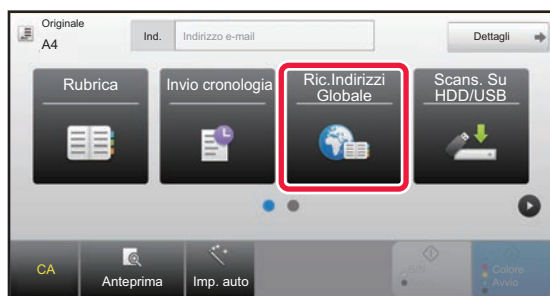 Originale
A4
Ind.
Indirizzo e-mail
Dettagli
Rubrica
Invio cronologia
Ric.Indirizzi
Globale
Scans. Su
HDD/USB
CA
Anteprima
Imp. auto
B/N
Colore
Avvio